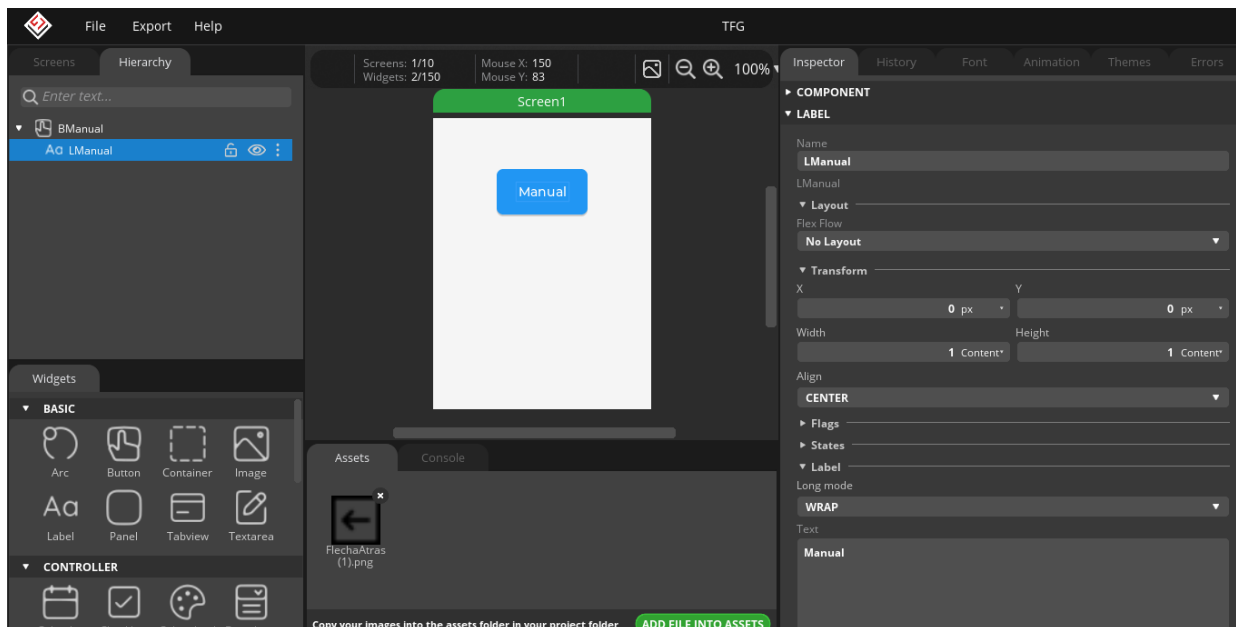 File Export Help TFG
Screens Hierarchy
Enter text...
BManual
Aa LManual
Widgets
BASIC
Arc Button Container Image
Aa
Label Panel Tabview Textarea
CONTROLLER
Screens: 1/10 Mouse X: 150
Widgets: 2/150 Mouse Y: 83
100%
Screen1
Manual
Assets Console
FlechaAtras
(1).png
Copy your images into the assets folder in your project folder. ADD FILE INTO ASSETS
Inspector History Font Animation Themes Errors
COMPONENT
LABEL
Name
LManual
LManual
Layout
Flex Flow
No Layout
Transform
X Y
0 px 0 px
Width Height
1 Content 1 Content
Align
CENTER
Flags
States
Label
Long mode
WRAP
Text
Manual